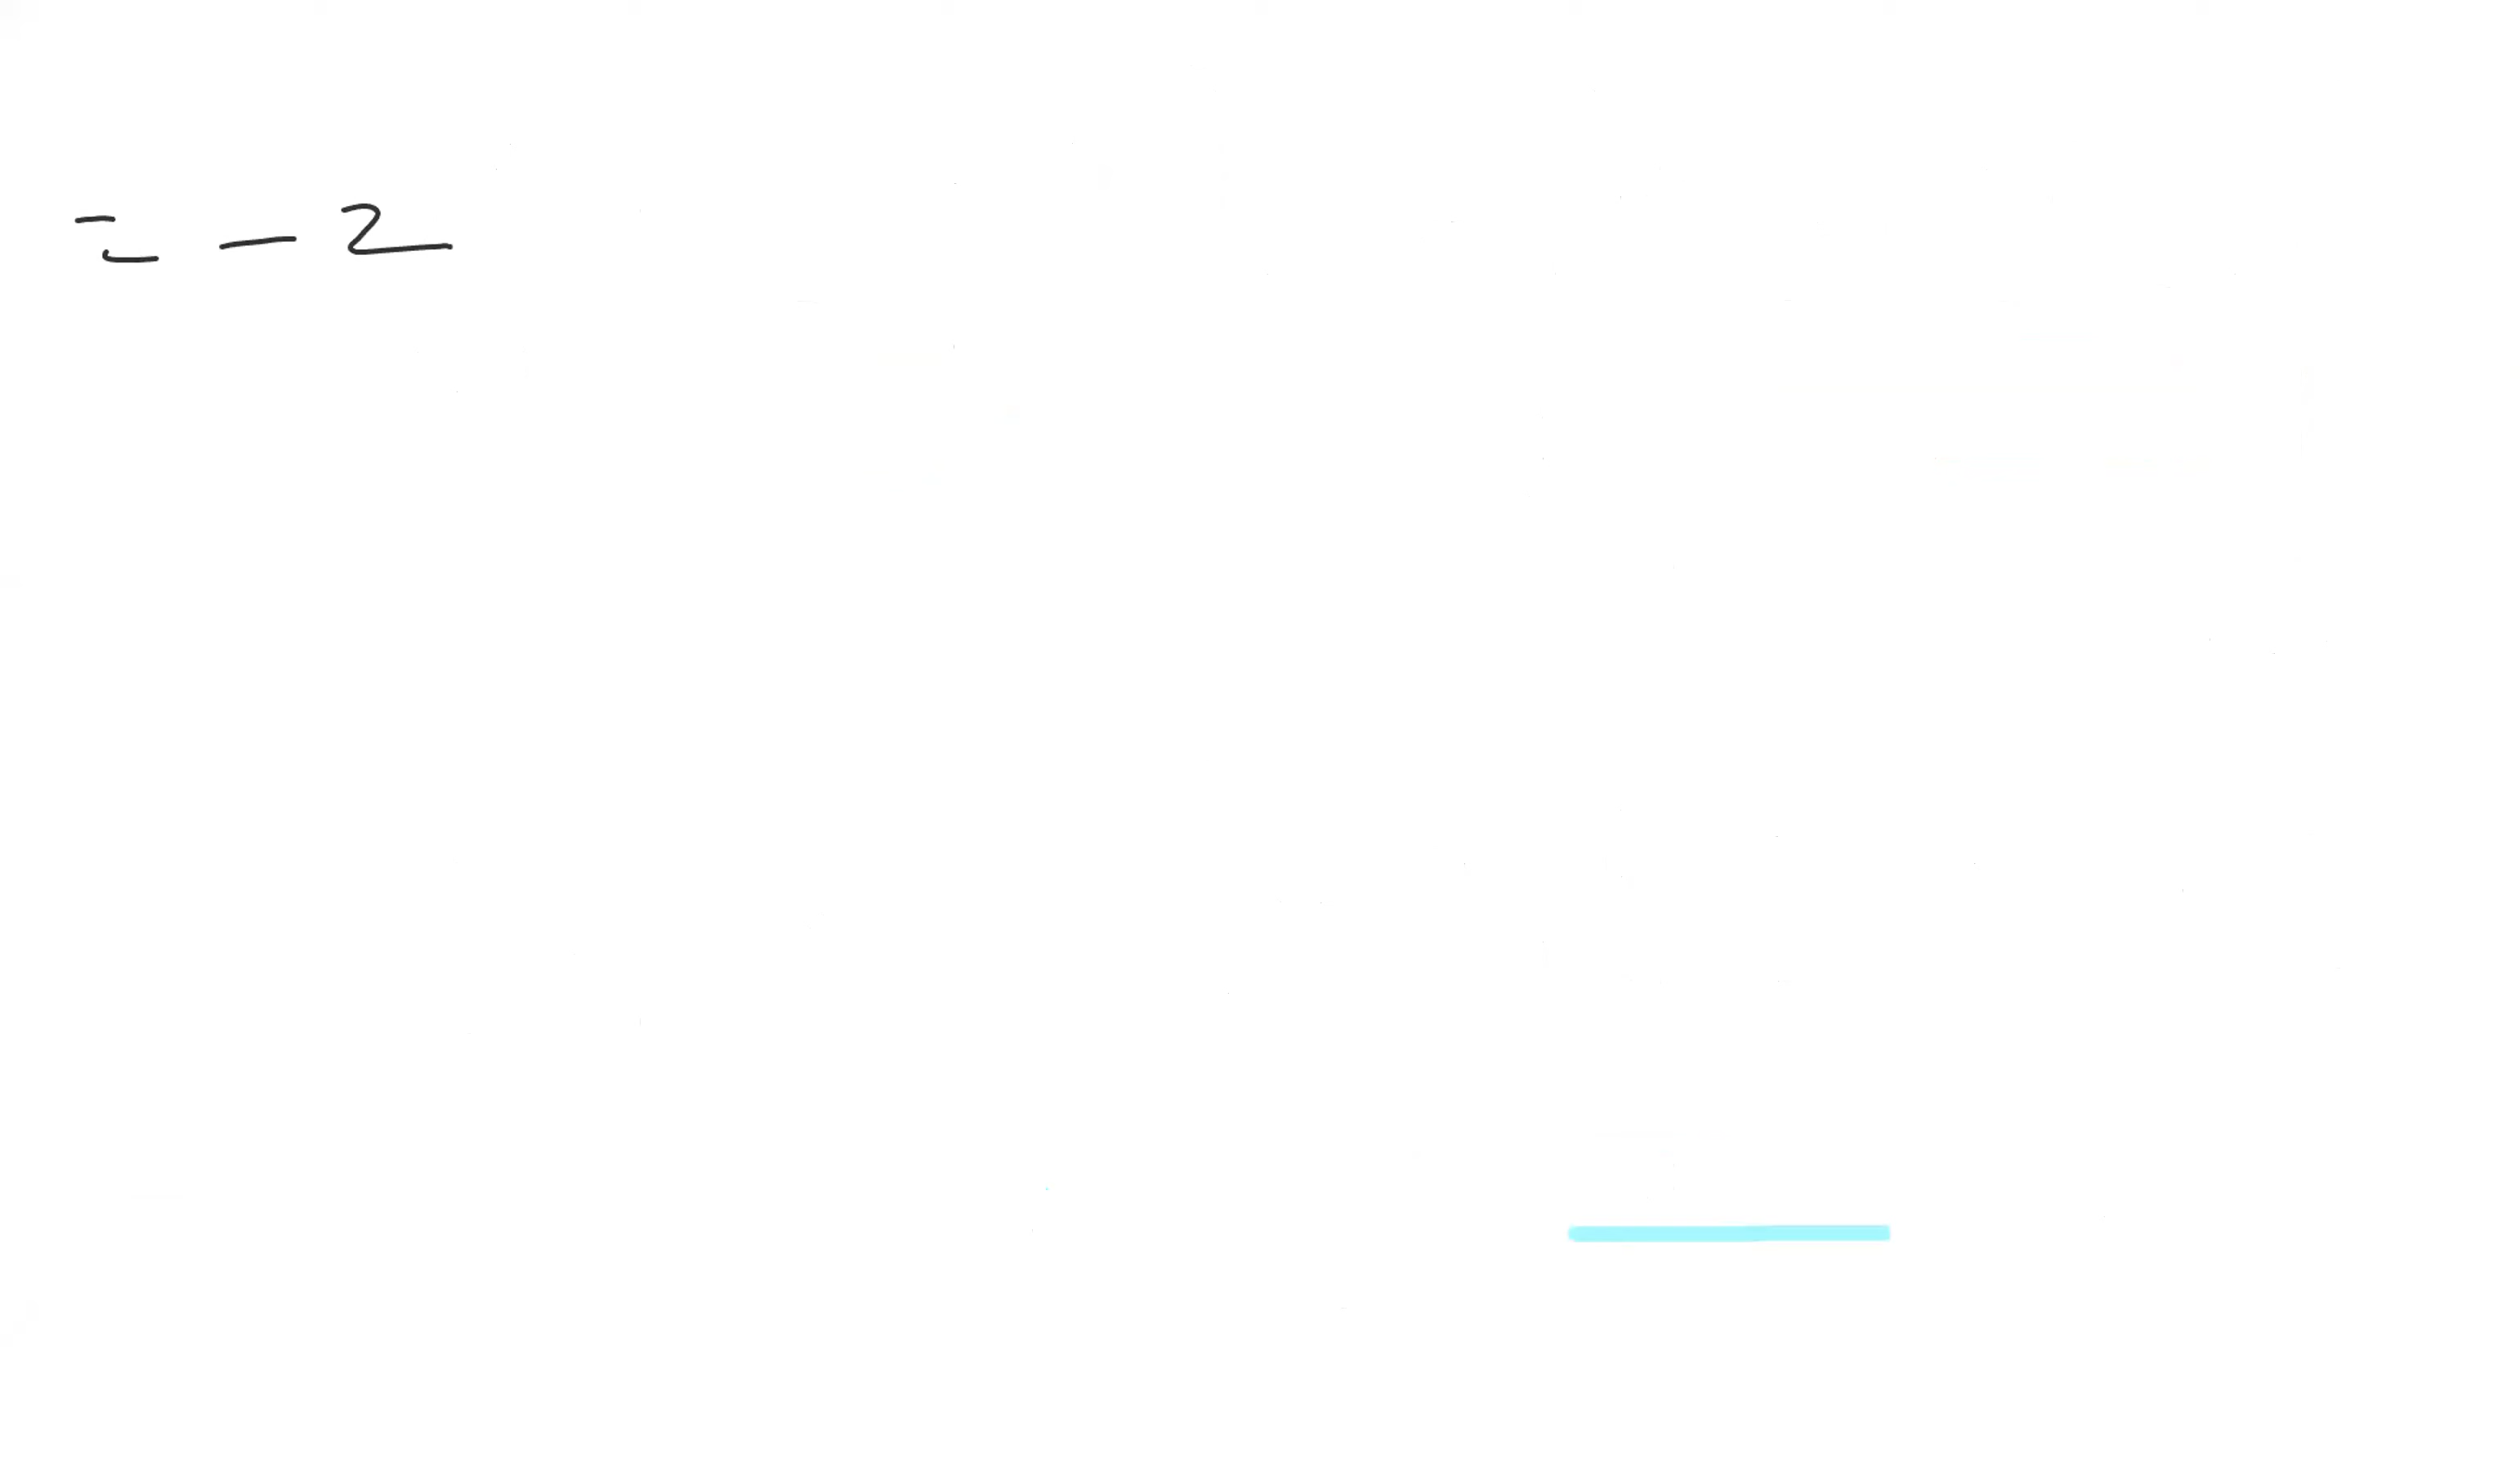 = - 2